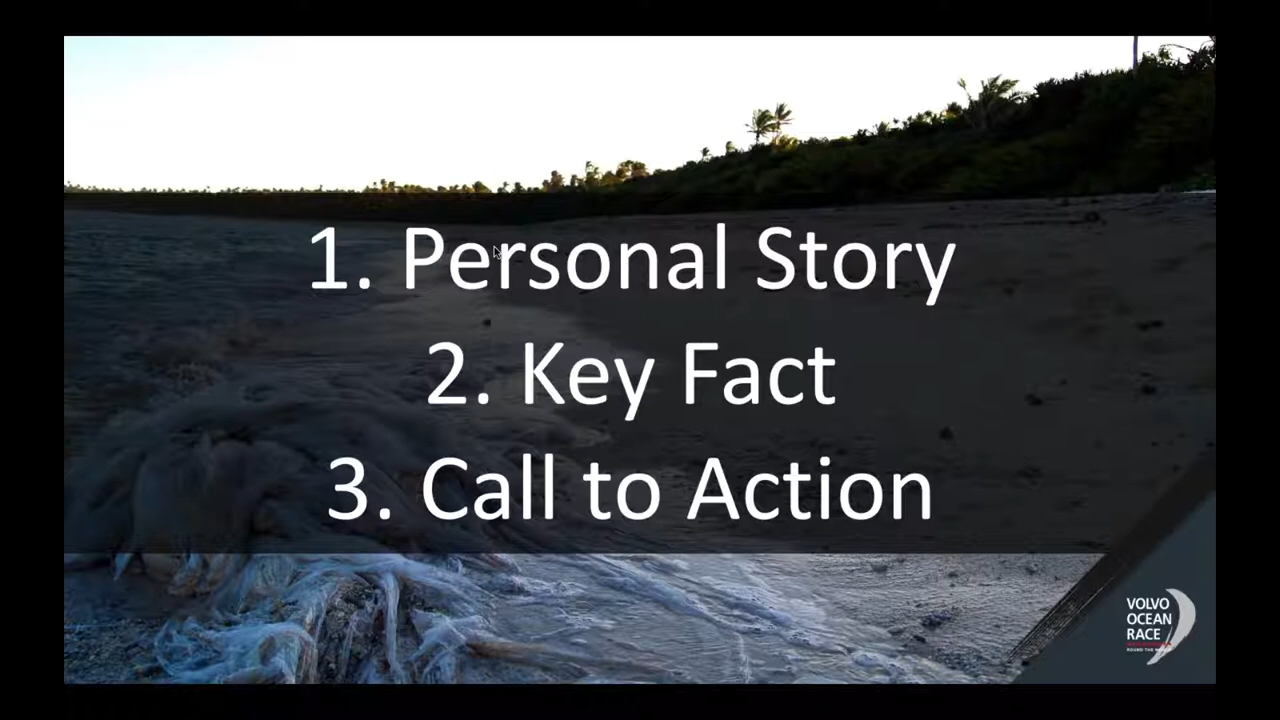 1. Personal Story
2. Key Fact
3. Call to Action
VOLVO
OCEAN
RACE